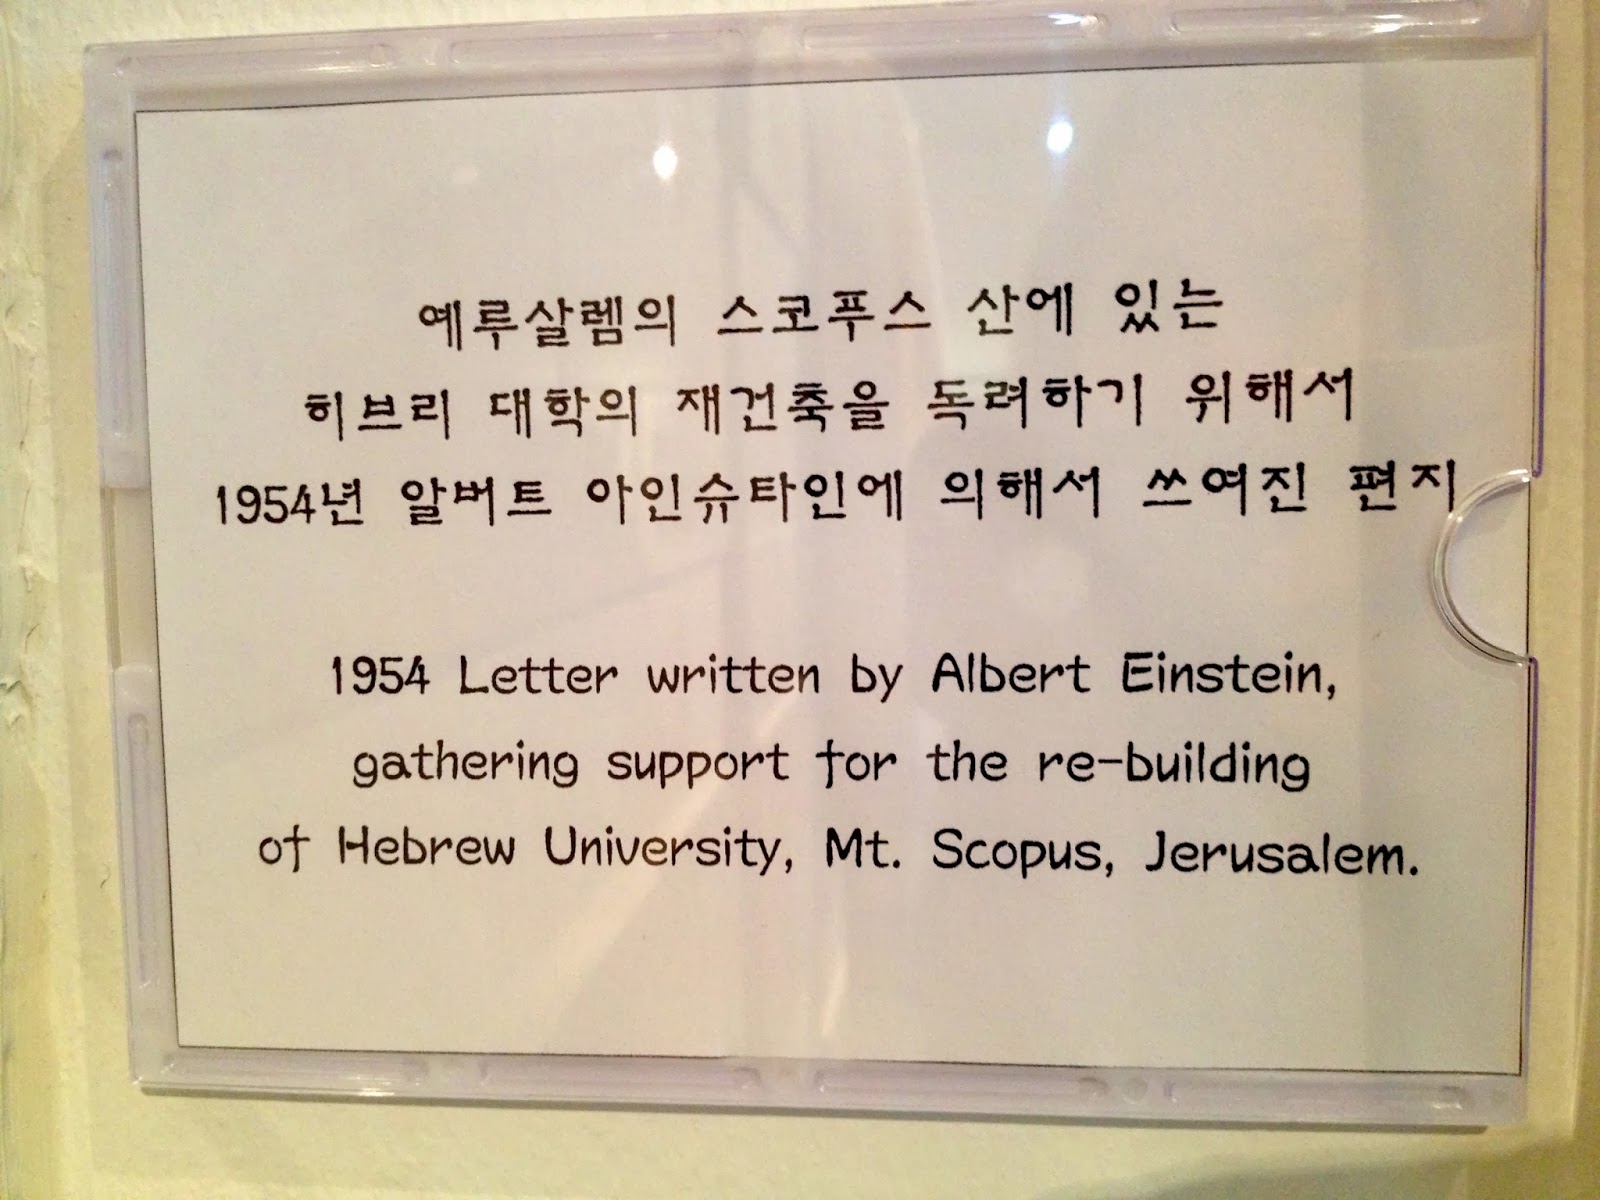 예루살렘의 스코푸스 산에 있는
히브리 대학의 재건축을 독려하기 위해서
1954년 알버트 아인슈타인에 의해서 쓰여진 편지
1954 Letter written by Albert Einstein,
gathering support for the re-building
of Hebrew University, Mt. Scopus, Jerusalem.